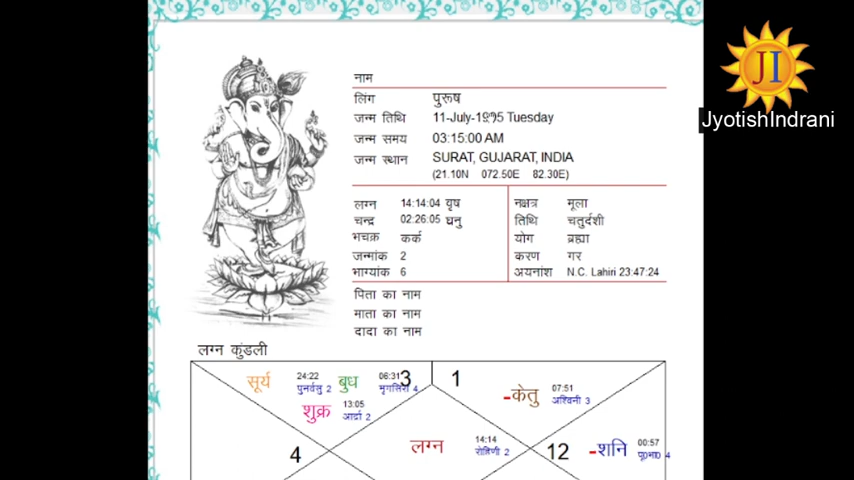 JI
JyotishIndrani
नाम
लिंग पुरूष
जन्म तिथि 11-July-1995 Tuesday
जन्म समय 03:15:00 AM
जन्म स्थान SURAT, GUJARAT, INDIA
(21.10N 072.50E 82.30E)
लग्न 14:14:04 वृष
चन्द्र 02:26:05 धनु
भचक्र कर्क
जन्मांक 2
भाग्यांक 6
नक्षत्र मूला
तिथि चतुर्दशी
योग ब्रह्मा
करण गर
अयनांश N.C. Lahiri 23:47:24
पिता का नाम
माता का नाम
दादा का नाम
लग्न कुंडली
सूर्य 24:22 पुनर्वसु 2
बुध 06:31 मृगसिरा 4
3
शुक्र 13:05 आर्द्रा 2
1
-केतु 07:51 अश्विनी 3
4
लग्न 14:14 रोहिणी 2
12
-शनि 00:57 पू0भा0 4